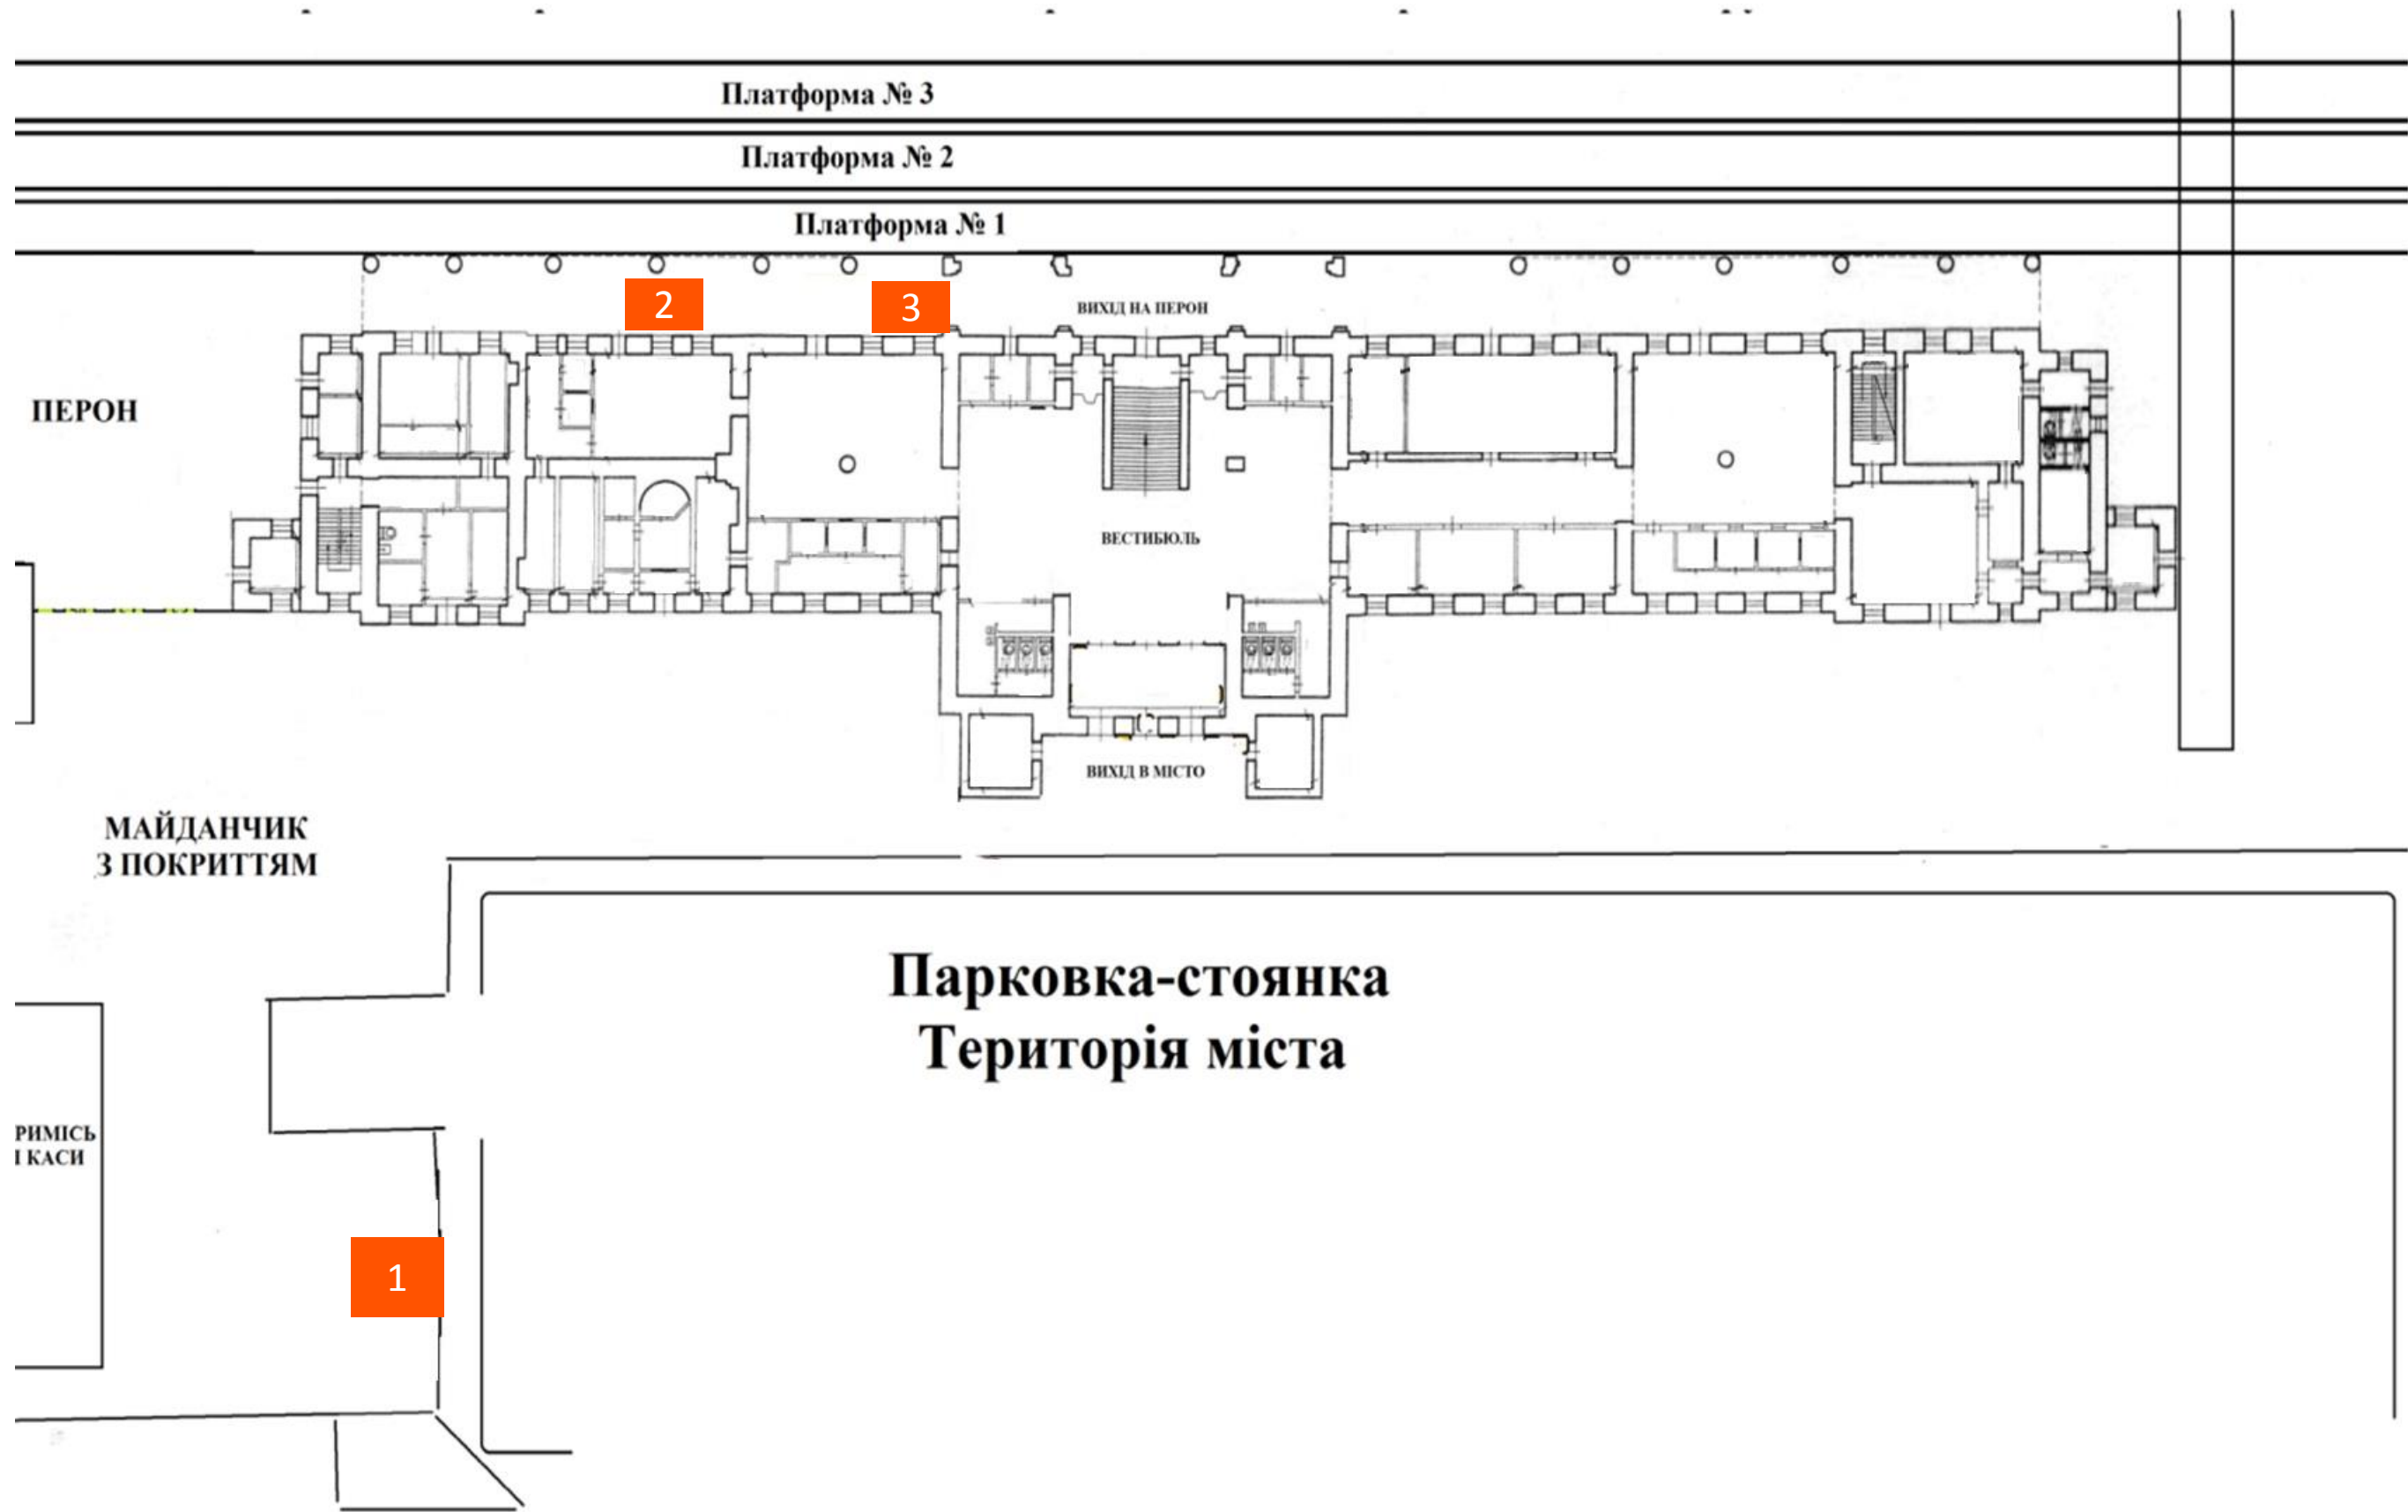 Платформа № 3
Платформа № 2
Платформа № 1
2
3
ВИХІД НА ПЕРОН
ПЕРОН
ВЕСТИБЮЛЬ
ВИХІД В МІСТО
МАЙДАНЧИК
З ПОКРИТТЯМ
Парковка-стоянка
Територія міста
РИМІСЬ
І КАСИ
1